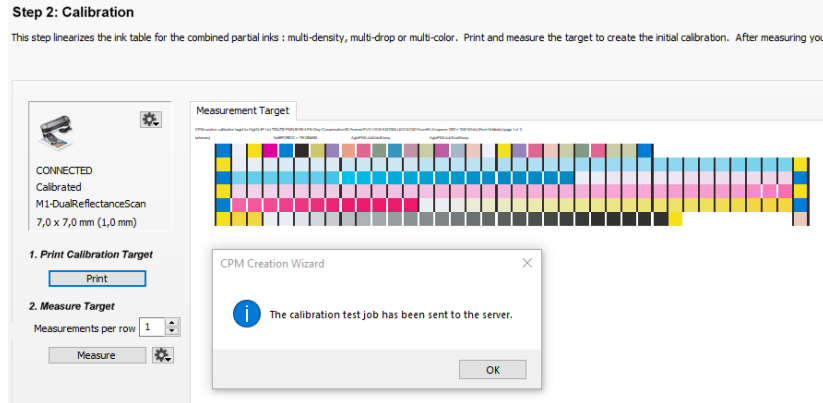 Step 2: Calibration
This step linearizes the ink table for the combined partial inks : multi-density, multi-drop or multi-color. Print and measure the target to create the initial calibration. After measuring you
Measurement Target
CONNECTED
Calibrated
M1-DualReflectanceScan
7,0 x 7,0 mm (1,0 mm)
1. Print Calibration Target
Print
2. Measure Target
Measurements per row 1
Measure
CPM Creation Wizard
The calibration test job has been sent to the server.
OK